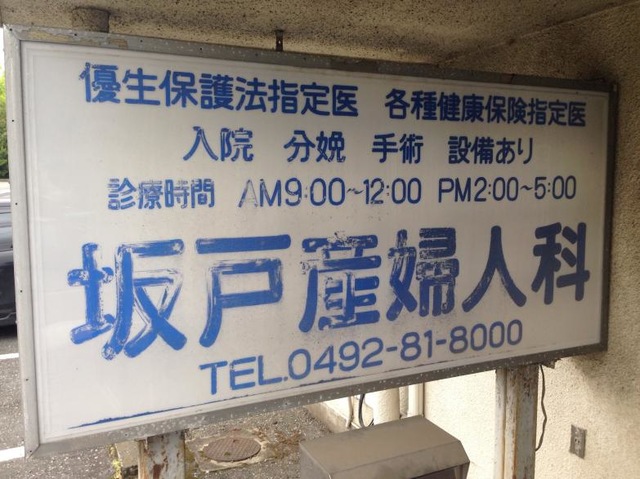 優生保護法指定医 各種健康保険指定医
入院 分娩 手術 設備あり
診療時間 AM9:00~12:00 PM2:00~5:00
坂戸産婦人科
TEL.0492-81-8000